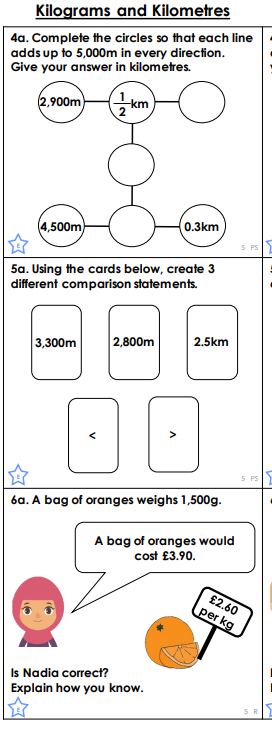 Kilograms and Kilometres
4a. Complete the circles so that each line
adds up to 5,000m in every direction.
Give your answer in kilometres.
2,900m
1/2 km
4,500m
0.3km
E
S PS
5a. Using the cards below, create 3
different comparison statements.
3,300m
2,800m
2.5km
<
>
E
S PS
6a. A bag of oranges weighs 1,500g.
A bag of oranges would
cost £3.90.
£2.60
per kg
Is Nadia correct?
Explain how you know.
E
S R